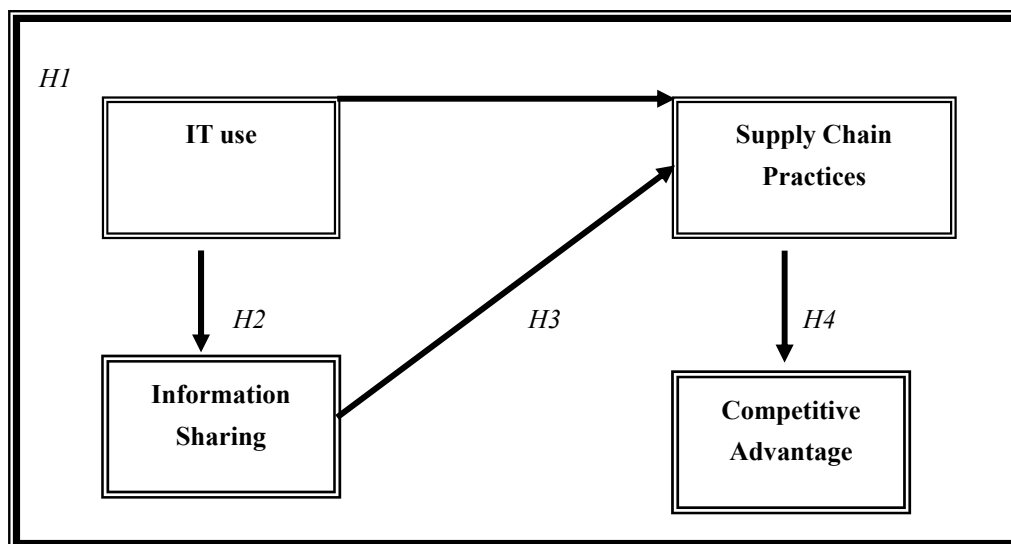 H1
IT use
Supply Chain
Practices
H2
H3
H4
Information
Sharing
Competitive
Advantage